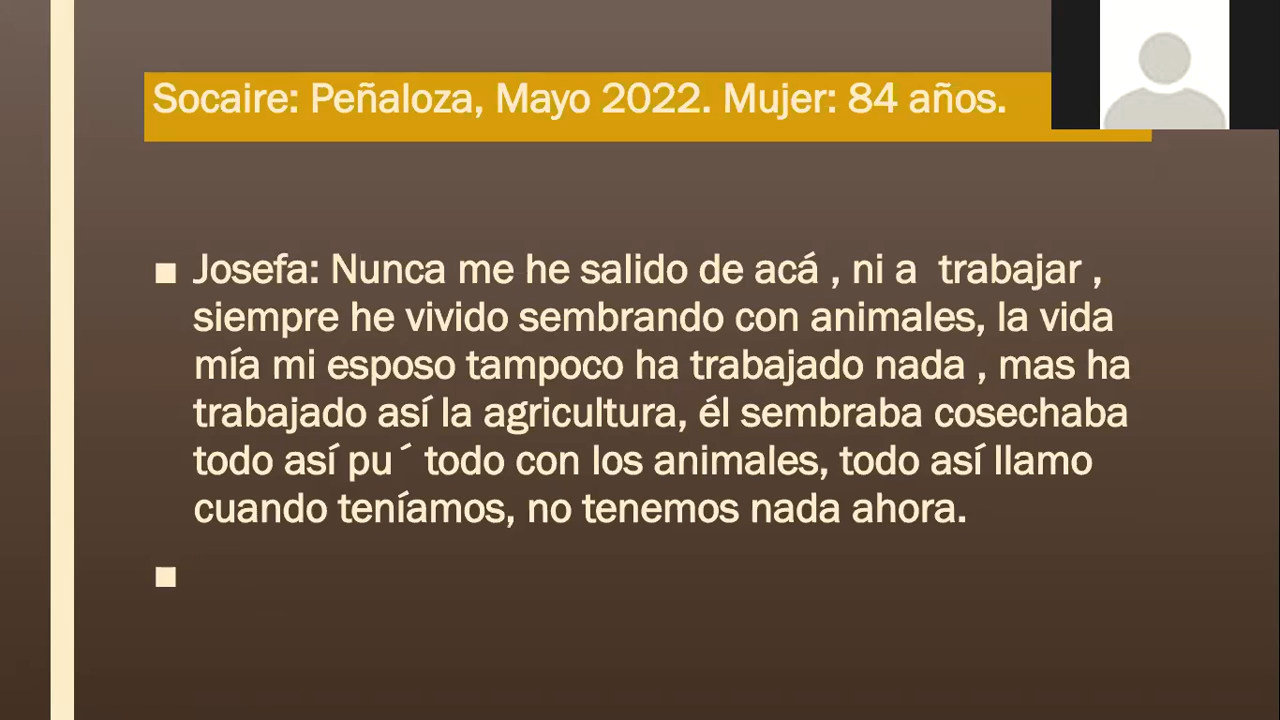 Socaire: Peñaloza, Mayo 2022. Mujer: 84 años.
Josefa: Nunca me he salido de acá , ni a  trabajar ,
siempre he vivido sembrando con animales, la vida
mía mi esposo tampoco ha trabajado nada , mas ha
trabajado así la agricultura, él sembraba cosechaba
todo así pu ´ todo con los animales, todo así llamo
cuando teníamos, no tenemos nada ahora.